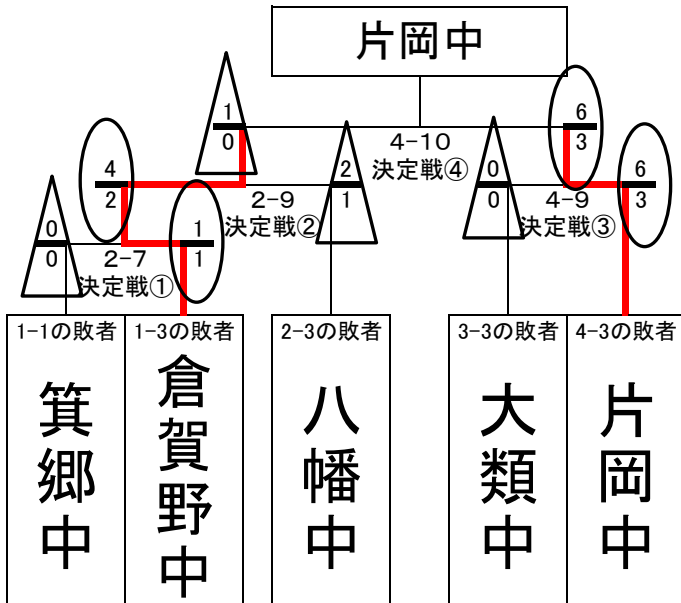 片岡中
1
0
6
3
4-10
決定戦④
4
2
2
1
0
0
6
3
2-9
決定戦②
4-9
決定戦③
0
0
1
1
2-7
決定戦①
1-1の敗者
1-3の敗者
2-3の敗者
3-3の敗者
4-3の敗者
箕郷中
倉賀野中
八幡中
大類中
片岡中